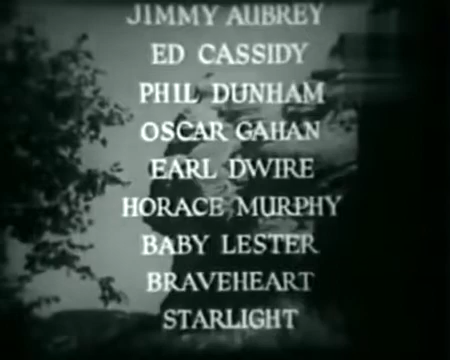 JIMMY AUBREY
ED CASSIDY
PHIL DUNHAM
OSCAR GAHAN
EARL DWIRE
HORACE MURPHY
BABY LESTER
BRAVEHEART
STARLIGHT